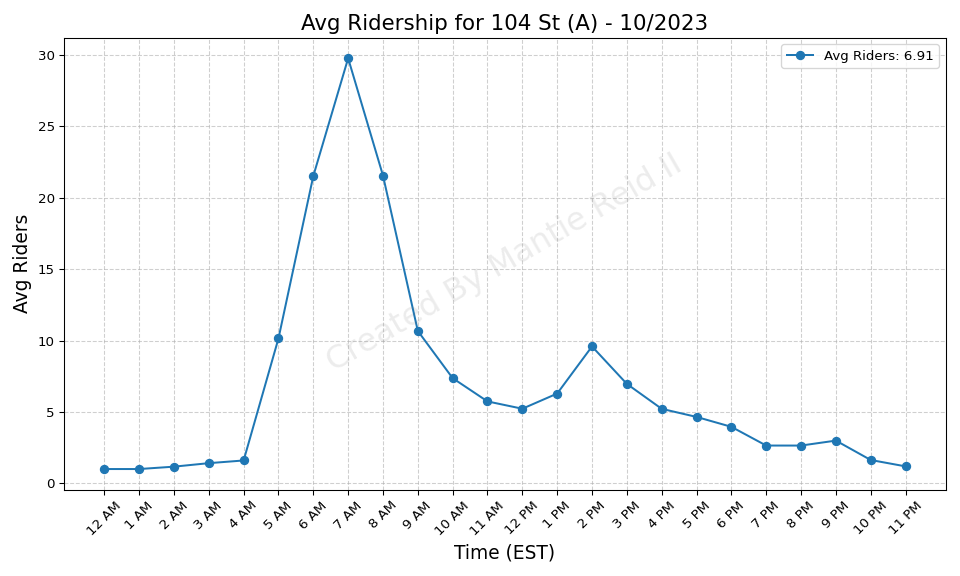 Avg Ridership for 104 St (A) - 10/2023
Avg Riders: 6.91
30
25
20
15
10
5
0
Avg Riders
Created By Mantle Reid II
12 AM
1 AM
2 AM
3 AM
4 AM
5 AM
6 AM
7 AM
8 AM
9 AM
10 AM
11 AM
12 PM
1 PM
2 PM
3 PM
4 PM
5 PM
6 PM
7 PM
8 PM
9 PM
10 PM
11 PM
Time (EST)